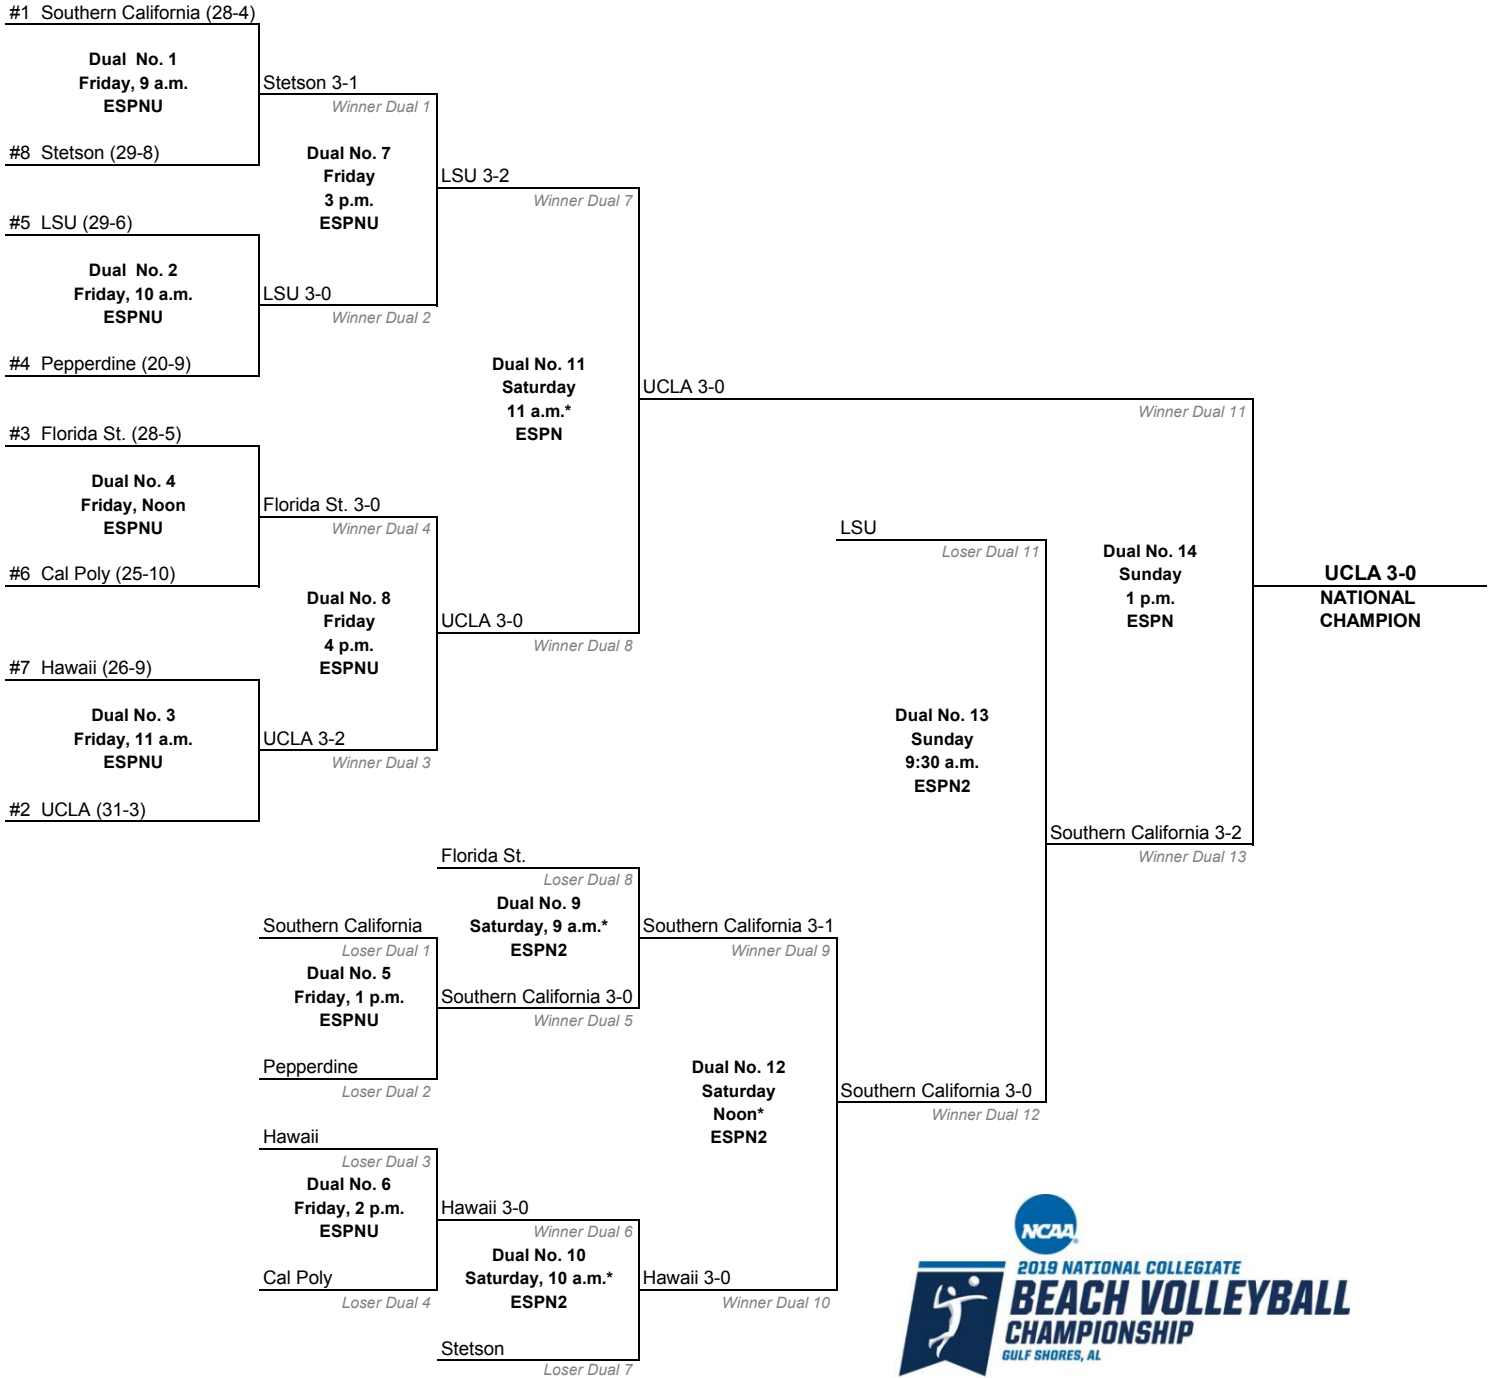 #1 Southern California (28-4)
Dual No. 1
Friday, 9 a.m.
ESPNU
#8 Stetson (29-8)
Stetson 3-1
Winner Dual 1
Dual No. 7
Friday
3 p.m.
ESPNU
#5 LSU (29-6)
Dual No. 2
Friday, 10 a.m.
ESPNU
#4 Pepperdine (20-9)
LSU 3-0
Winner Dual 2
LSU 3-2
Winner Dual 7
Dual No. 11
Saturday
11 a.m.*
ESPN
#3 Florida St. (28-5)
Dual No. 4
Friday, Noon
ESPNU
#6 Cal Poly (25-10)
Florida St. 3-0
Winner Dual 4
Dual No. 8
Friday
4 p.m.
ESPNU
#7 Hawaii (26-9)
Dual No. 3
Friday, 11 a.m.
ESPNU
#2 UCLA (31-3)
UCLA 3-2
Winner Dual 3
UCLA 3-0
Winner Dual 8
UCLA 3-0
Winner Dual 11
LSU
Loser Dual 11
Dual No. 14
Sunday
1 p.m.
ESPN
UCLA 3-0
NATIONAL
CHAMPION
Dual No. 13
Sunday
9:30 a.m.
ESPN2
Southern California 3-2
Winner Dual 13
Florida St.
Loser Dual 8
Dual No. 9
Saturday, 9 a.m.*
ESPN2
Southern California
Loser Dual 1
Dual No. 5
Friday, 1 p.m.
ESPNU
Pepperdine
Loser Dual 2
Southern California 3-0
Winner Dual 5
Southern California 3-1
Winner Dual 9
Dual No. 12
Saturday
Noon*
ESPN2
Southern California 3-0
Winner Dual 12
Hawaii
Loser Dual 3
Dual No. 6
Friday, 2 p.m.
ESPNU
Cal Poly
Loser Dual 4
Hawaii 3-0
Winner Dual 6
Dual No. 10
Saturday, 10 a.m.*
ESPN2
Stetson
Loser Dual 7
Hawaii 3-0
Winner Dual 10
NCAA
2019 NATIONAL COLLEGIATE
BEACH VOLLEYBALL
CHAMPIONSHIP
GULF SHORES, AL